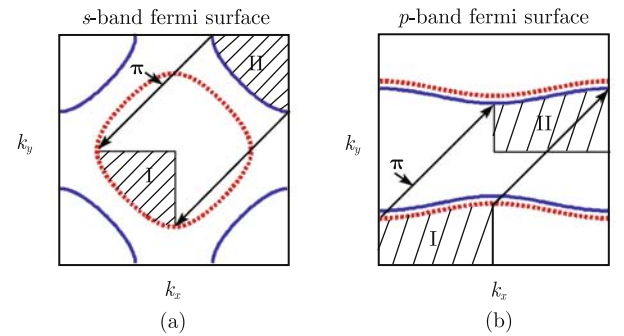 s-band fermi surface
p-band fermi surface
π
II
I
k_y
k_x
(a)
π
II
I
k_y
k_x
(b)